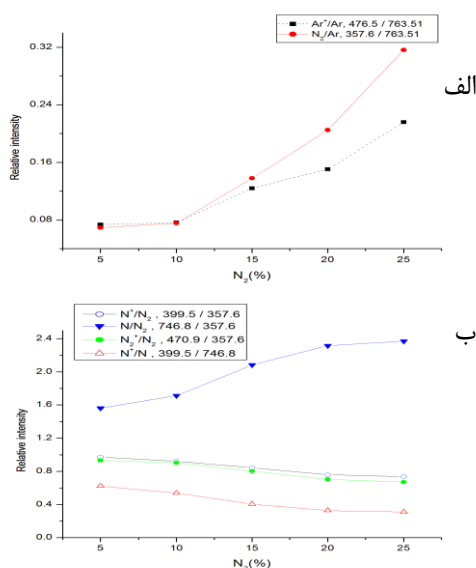 Ar⁺/Ar, 476.5 / 763.51
N₂/Ar, 357.6 / 763.51
الف
0.32
0.24
0.16
0.08
Relative intensity
5 10 15 20 25
N₂(%)
N⁺/N₂ , 399.5 / 357.6
N/N₂ , 746.8 / 357.6
N₂⁺/N₂ , 470.9 / 357.6
N⁺/N , 399.5 / 746.8
ب
2.4
2.0
1.6
1.2
0.8
0.4
0.0
Relative intensity
5 10 15 20 25
N₂(%)